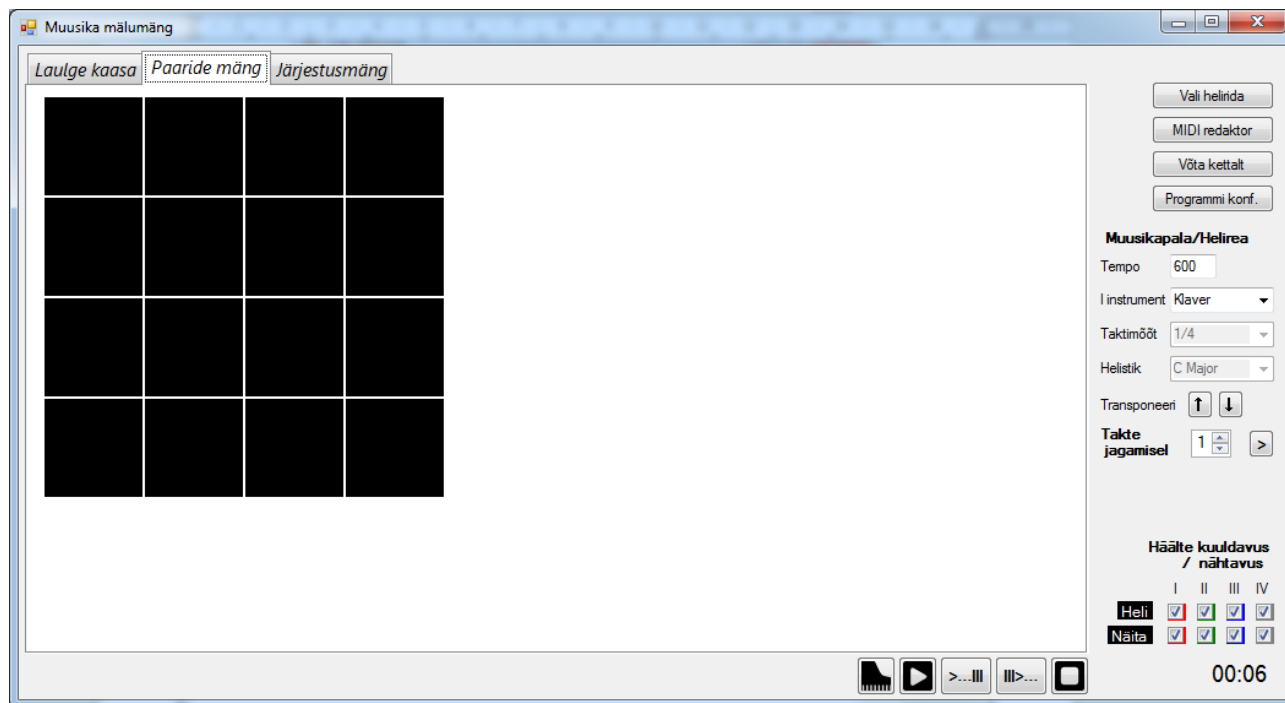 Muusika mälumäng
Laulge kaasa Paaride mäng Järjestusmäng
Vali helirida
MIDI redaktor
Võta kettalt
Programmi konf.
Muusikapala/Helirea
Tempo 600
I instrument Klaver
Taktimõõt 1/4
Helistik C Major
Transponeeri ↑ ↓
Takte
jagamisel 1 >
Häälte kuuldavus
/ nähtavus
I II III IV
Heli
Näita
>...III III>... 00:06